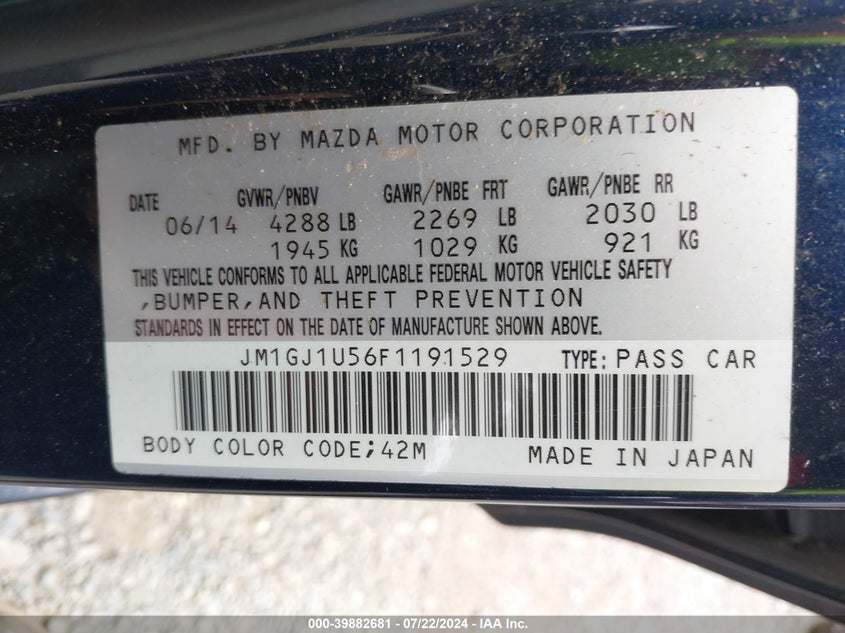 MFD. BY MAZDA MOTOR CORPORATION
DATE GVWR/PNBV GAWR/PNBE FRT GAWR/PNBE RR
06/14 4288 LB 2269 LB 2030 LB
1945 KG 1029 KG 921 KG
THIS VEHICLE CONFORMS TO ALL APPLICABLE FEDERAL MOTOR VEHICLE SAFETY
,BUMPER,AND THEFT PREVENTION
STANDARDS IN EFFECT ON THE DATE OF MANUFACTURE SHOWN ABOVE.
JM1GJ1U56F1191529 TYPE: PASS CAR
BODY COLOR CODE;42M MADE IN JAPAN
000-39882681 - 07/22/2024 - IAA Inc.